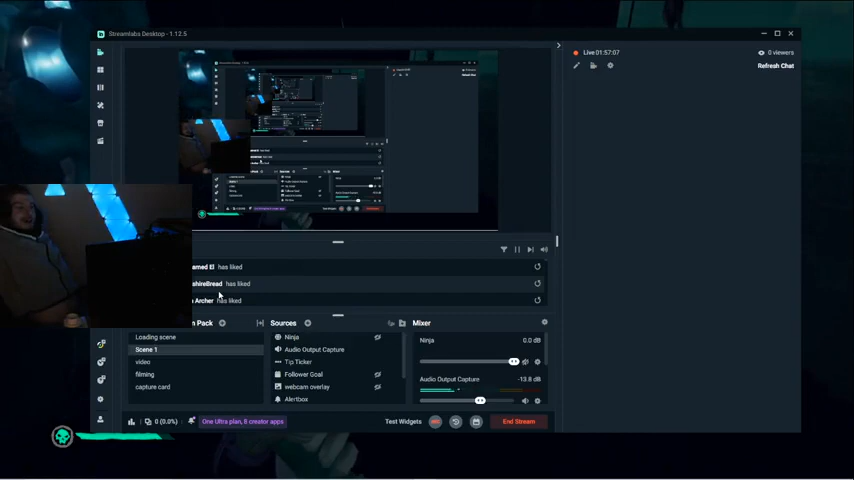 Streamlabs Desktop - 1.12.5
Live 01:57:07
0 viewers
Refresh Chat
amed El has liked
shireBread has liked
Archer has liked
n Pack
Sources
Mixer
Loading scene
Scene 1
video
filming
capture card
Ninja
Audio Output Capture
Tip Ticker
Follower Goal
webcam overlay
Alertbox
Ninja 0.0 dB
Audio Output Capture -13.8 dB
0 (0.0%)
One Ultra plan, 8 creator apps
Test Widgets
End Stream